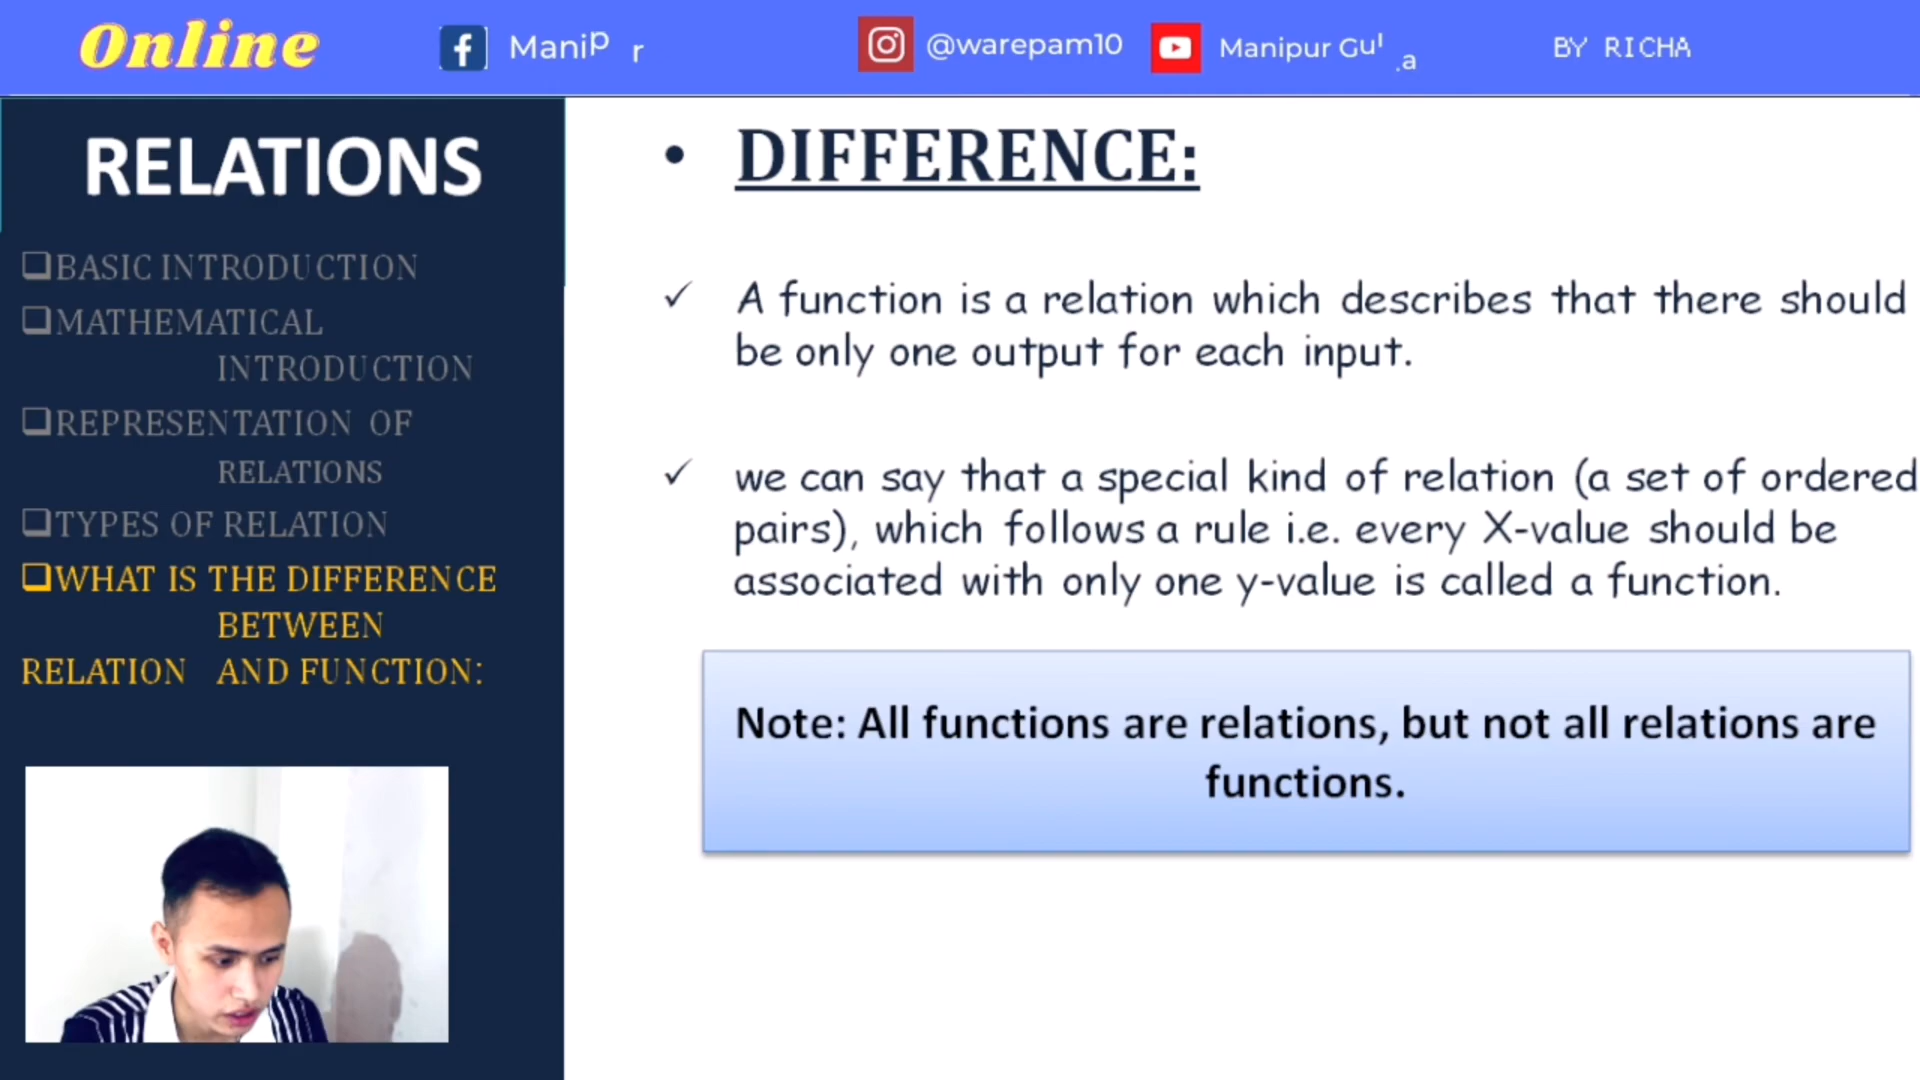 Online
@warepam10
BY RICHA
RELATIONS
❑BASIC INTRODUCTION
❑MATHEMATICAL
INTRODUCTION
❑REPRESENTATION OF
RELATIONS
❑TYPES OF RELATION
❑WHAT IS THE DIFFERENCE
BETWEEN
RELATION AND FUNCTION:
• DIFFERENCE:
✓ A function is a relation which describes that there should
be only one output for each input.
✓ we can say that a special kind of relation (a set of ordered
pairs), which follows a rule i.e. every X-value should be
associated with only one y-value is called a function.
Note: All functions are relations, but not all relations are
functions.